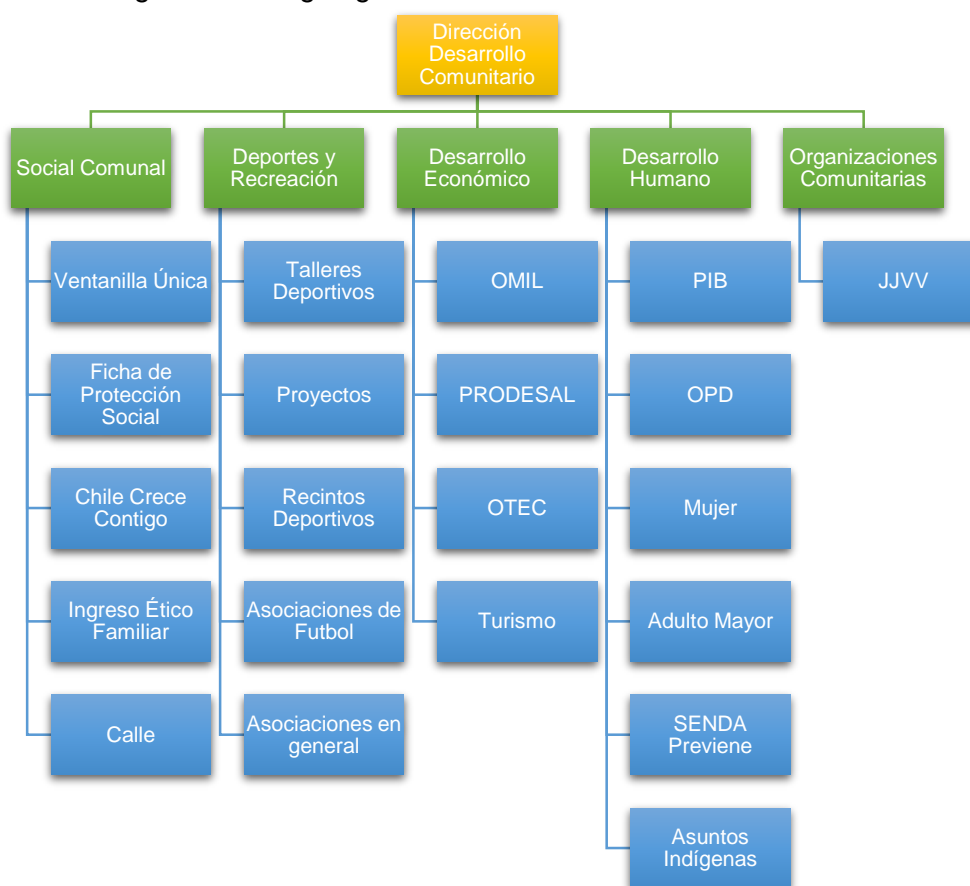 Dirección
Desarrollo
Comunitario
Social Comunal
Deportes y
Recreación
Desarrollo
Económico
Desarrollo
Humano
Organizaciones
Comunitarias
Ventanilla Única
Ficha de
Protección
Social
Chile Crece
Contigo
Ingreso Ético
Familiar
Calle
Talleres
Deportivos
Proyectos
Recintos
Deportivos
Asociaciones de
Futbol
Asociaciones en
general
OMIL
PRODESAL
OTEC
Turismo
PIB
OPD
Mujer
Adulto Mayor
SENDA
Previene
Asuntos
Indígenas
JJVV